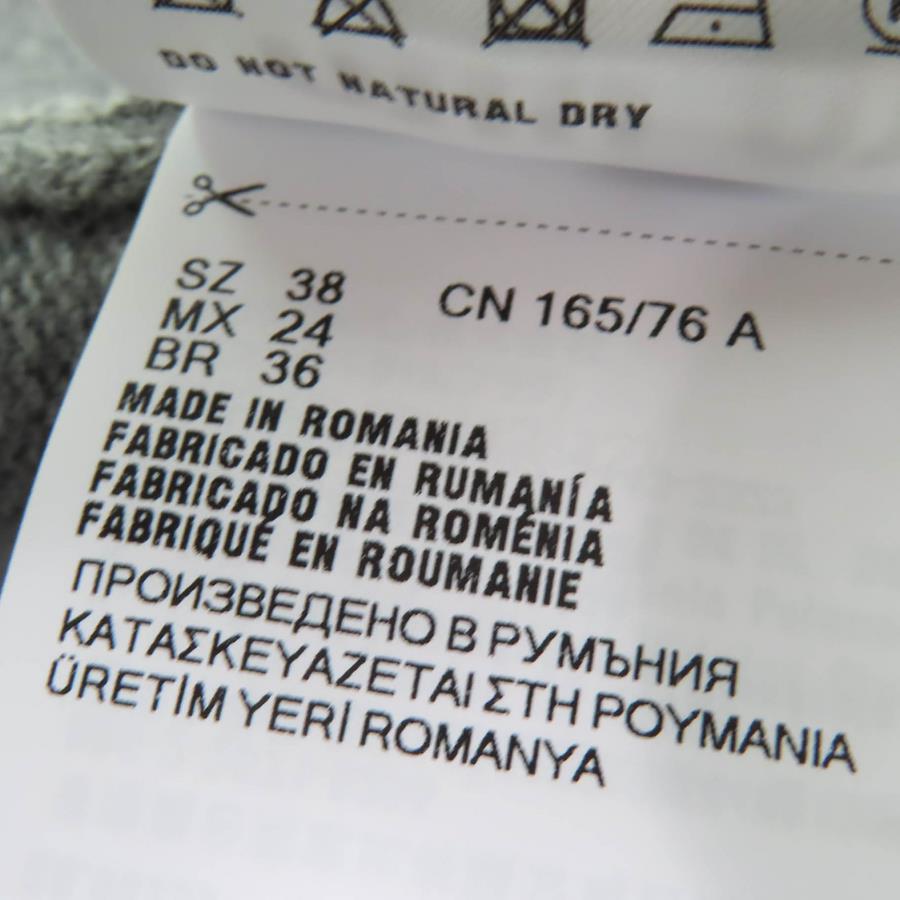 DO NOT NATURAL DRY
SZ 38 CN 165/76 A
MX 24
BR 36
MADE IN ROMANIA
FABRICADO EN RUMANÍA
FABRICADO NA ROMÉNIA
FABRIQUÉ EN ROUMANIE
ПРОИЗВЕДЕНО В РУМЪНИЯ
ΚΑΤΑΣΚΕΥΑΖΕΤΑΙ ΣΤΗ ΡΟΥΜΑΝΙΑ
ÜRETİM YERİ ROMANYA